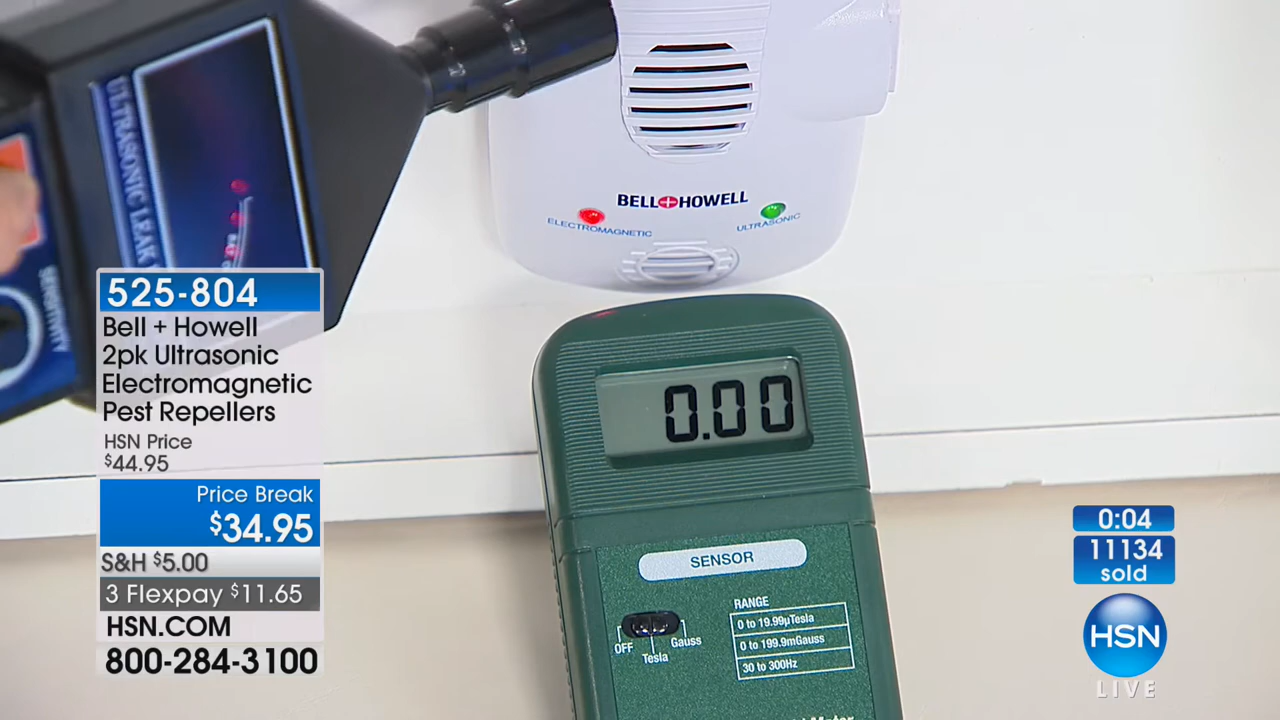 ULTRASONIC LEAK
SENSITIVITY
BELL+HOWELL
ELECTROMAGNETIC
ULTRASONIC
525-804
Bell + Howell
2pk Ultrasonic
Electromagnetic
Pest Repellers
HSN Price
$44.95
Price Break
$34.95
S&H $5.00
3 Flexpay $11.65
HSN.COM
800-284-3100
0.00
SENSOR
OFF
Tesla
Gauss
RANGE
0 to 19.99µTesla
0 to 199.9mGauss
30 to 300Hz
Meter
0:04
11134
sold
HSN
LIVE